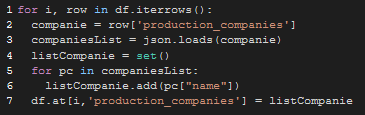 1 for i, row in df.iterrows():
2   companie = row['production_companies']
3   companiesList = json.loads(companie)
4   listCompanie = set()
5   for pc in companiesList:
6     listCompanie.add(pc["name"])
7   df.at[i,'production_companies'] = listCompanie